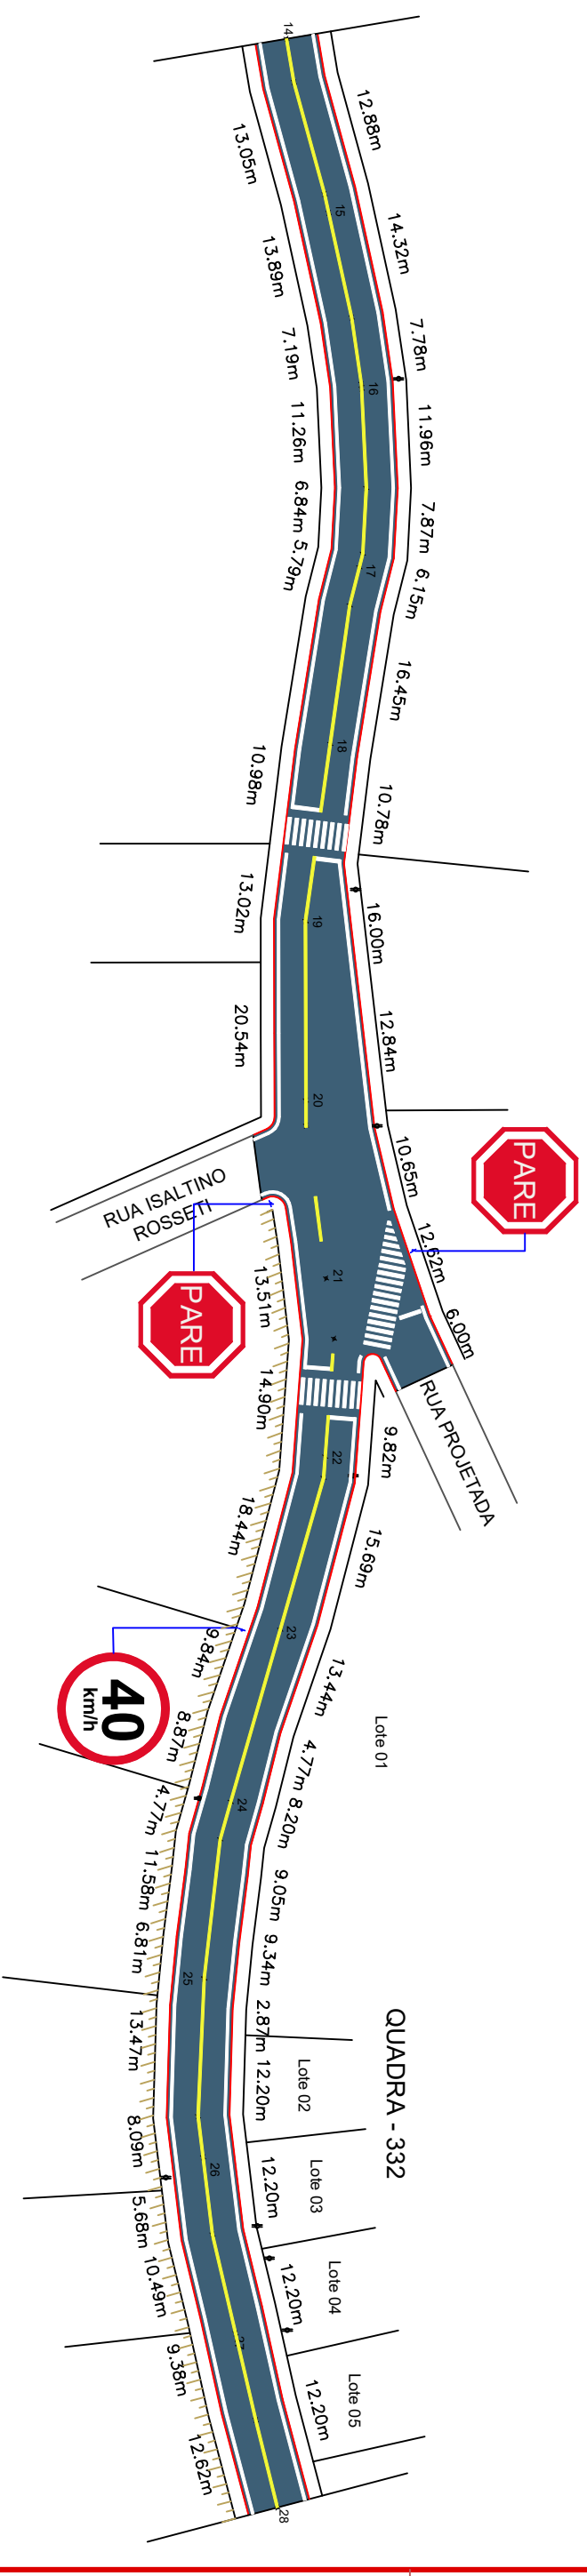 14
12.88m
13.05m
15
14.32m
13.89m
7.78m
7.19m
16
11.96m
11.26m
7.87m
6.84m
5.79m
17
6.15m
16.45m
18
10.98m
10.78m
13.02m
19
16.00m
20.54m
12.84m
20
10.65m
PARE
RUA ISALTINO
ROSSETI
12.62m
21
13.51m
PARE
6.00m
RUA PROJETADA
14.90m
9.82m
22
18.44m
15.69m
23
9.84m
13.44m
40
km/h
Lote 01
8.87m
4.77m
24
4.77m
8.20m
11.58m
9.05m
6.81m
9.34m
25
2.87m
QUADRA - 332
13.47m
12.20m
Lote 02
8.09m
26
12.20m
Lote 03
5.68m
10.49m
12.20m
Lote 04
27
9.38m
12.20m
Lote 05
12.62m
28